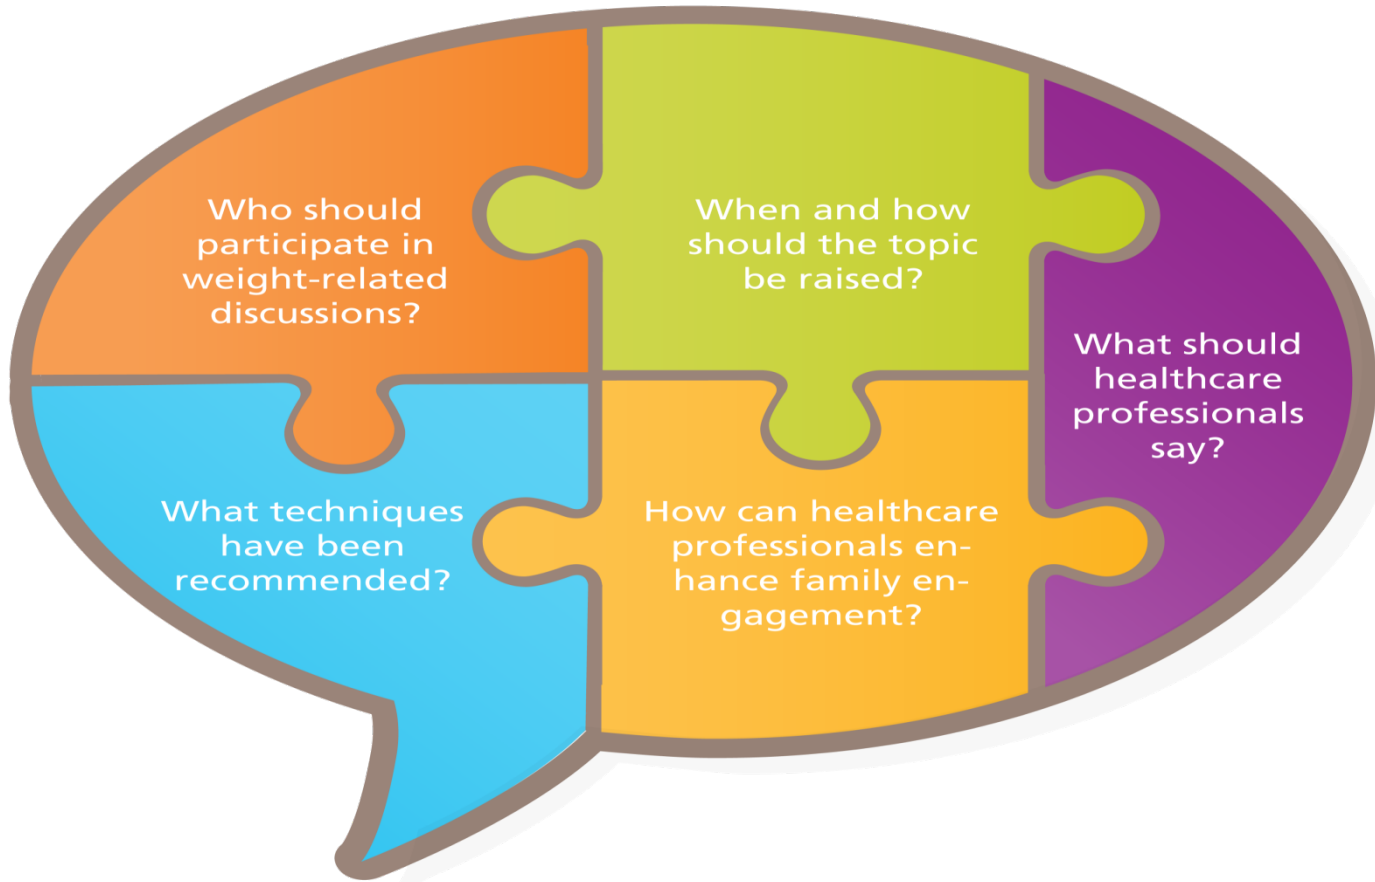 Who should
participate in
weight-related
discussions?
When and how
should the topic
be raised?
What should
healthcare
professionals
say?
What techniques
have been
recommended?
How can healthcare
professionals en-
hance family en-
gagement?